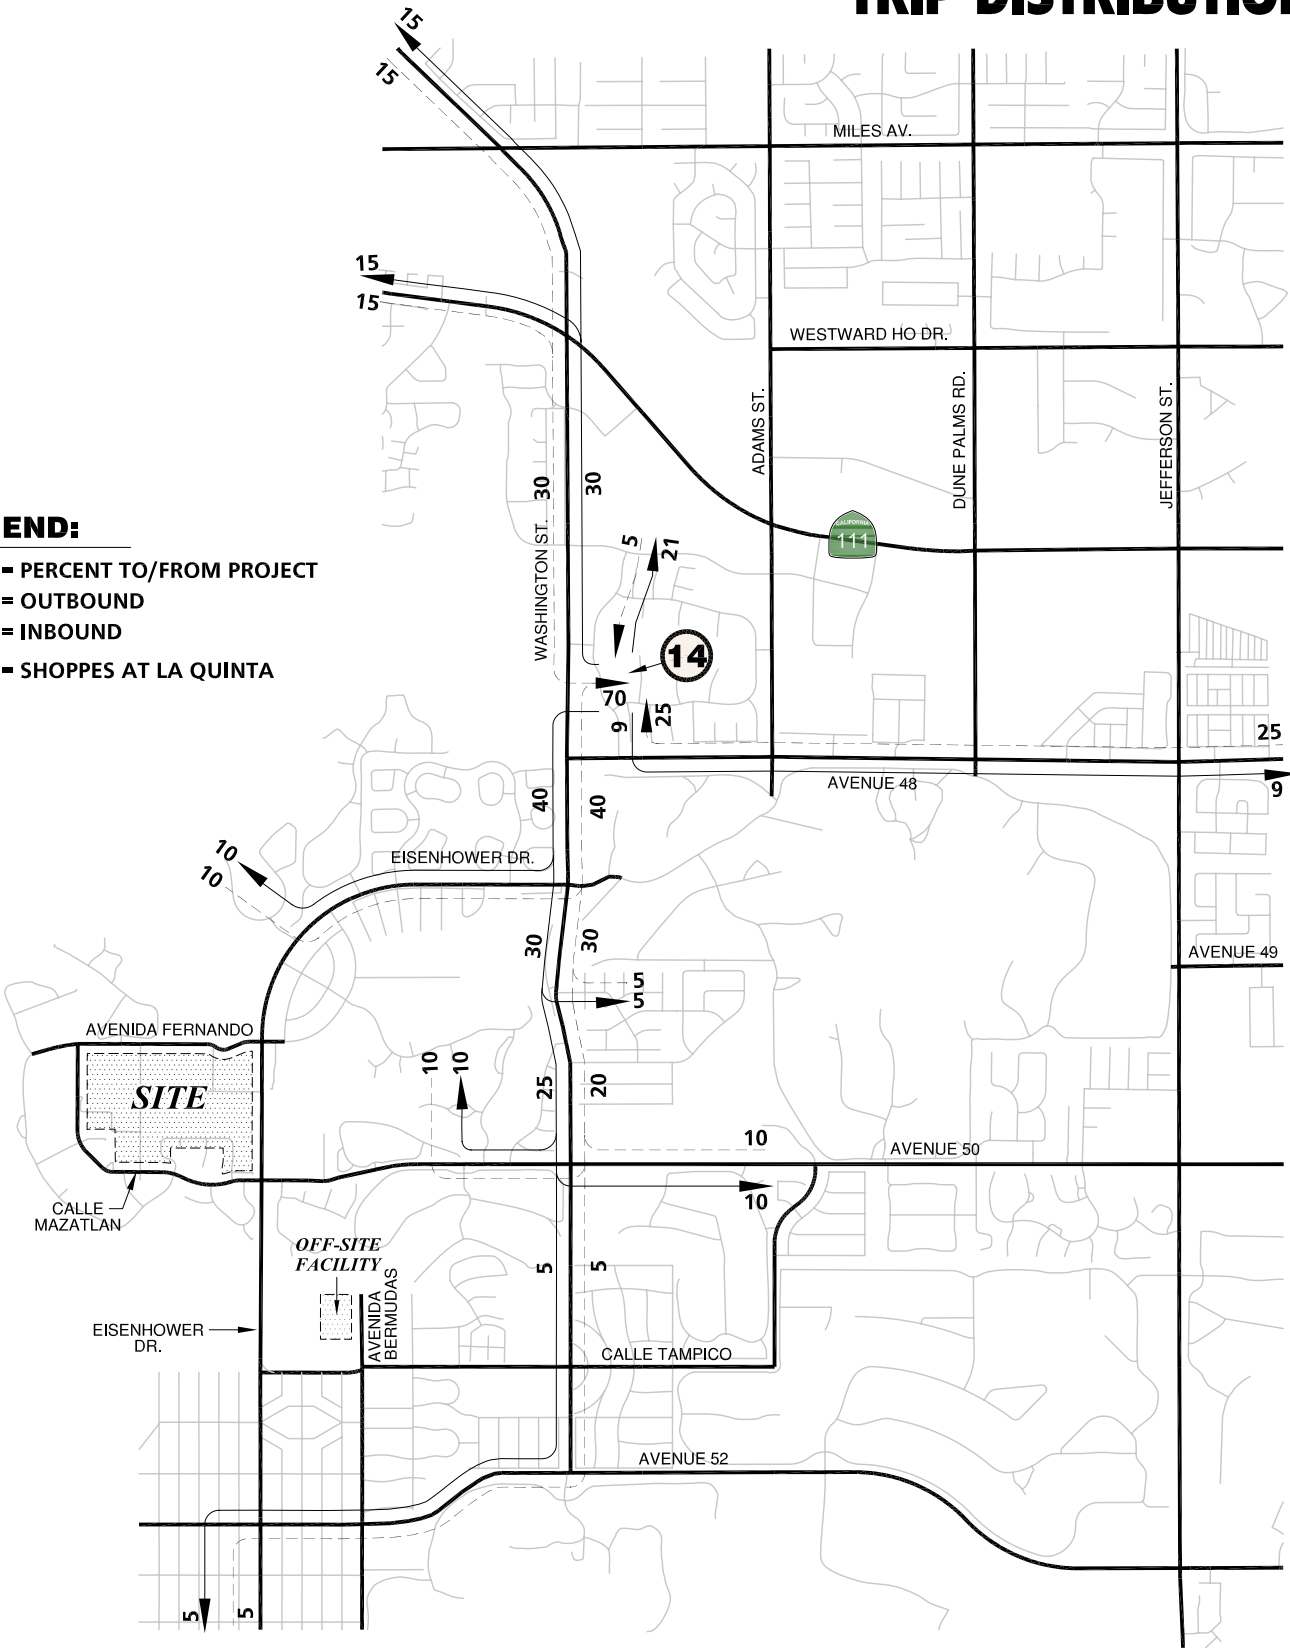 TRIP DISTRIBUTION
15
15
MILES AV.
15
15
WESTWARD HO DR.
ADAMS ST.
DUNE PALMS RD.
JEFFERSON ST.
30
30
WASHINGTON ST.
CALIFORNIA
111
END:
= PERCENT TO/FROM PROJECT
= OUTBOUND
= INBOUND
= SHOPPES AT LA QUINTA
5
21
14
70
9
25
25
9
AVENUE 48
40
40
EISENHOWER DR.
10
10
30
30
5
5
AVENUE 49
AVENIDA FERNANDO
SITE
10
10
25
20
10
AVENUE 50
10
CALLE
MAZATLAN
OFF-SITE
FACILITY
5
5
AVENIDA
BERMUDAS
EISENHOWER
DR.
CALLE TAMPICO
AVENUE 52
5
5